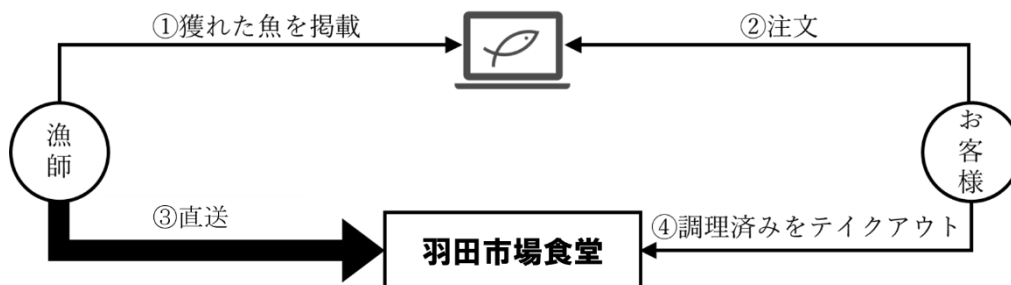 ①獲れた魚を掲載
②注文
漁師
お客様
③直送
④調理済みをテイクアウト
羽田市場食堂